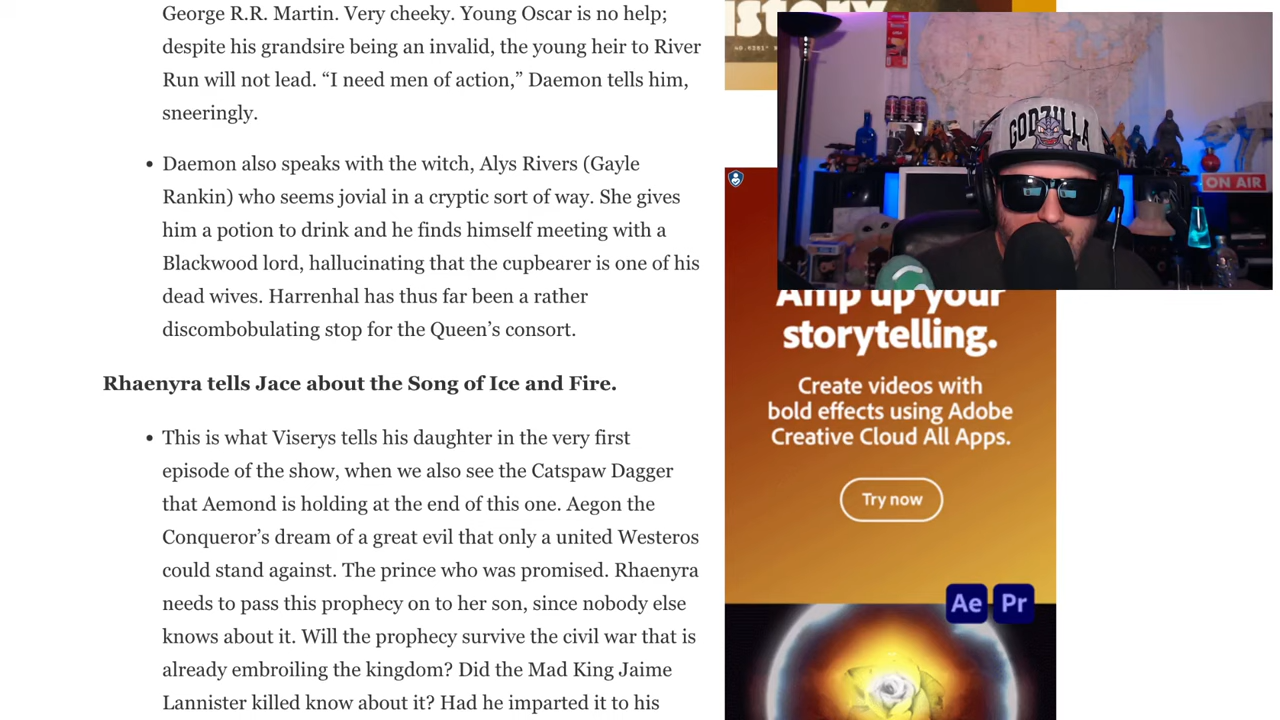 George R.R. Martin. Very cheeky. Young Oscar is no help;
despite his grandsire being an invalid, the young heir to River
Run will not lead. “I need men of action,” Daemon tells him,
sneeringly.
• Daemon also speaks with the witch, Alys Rivers (Gayle
Rankin) who seems jovial in a cryptic sort of way. She gives
him a potion to drink and he finds himself meeting with a
Blackwood lord, hallucinating that the cupbearer is one of his
dead wives. Harrenhal has thus far been a rather
discombobulating stop for the Queen’s consort.
Rhaenyra tells Jace about the Song of Ice and Fire.
• This is what Viserys tells his daughter in the very first
episode of the show, when we also see the Catspaw Dagger
that Aemond is holding at the end of this one. Aegon the
Conqueror’s dream of a great evil that only a united Westeros
could stand against. The prince who was promised. Rhaenyra
needs to pass this prophecy on to her son, since nobody else
knows about it. Will the prophecy survive the civil war that is
already embroiling the kingdom? Did the Mad King Jaime
Lannister killed know about it? Had he imparted it to his
GODZILLA
ON AIR
Amp up your
storytelling.
Create videos with
bold effects using Adobe
Creative Cloud All Apps.
Try now
Ae Pr